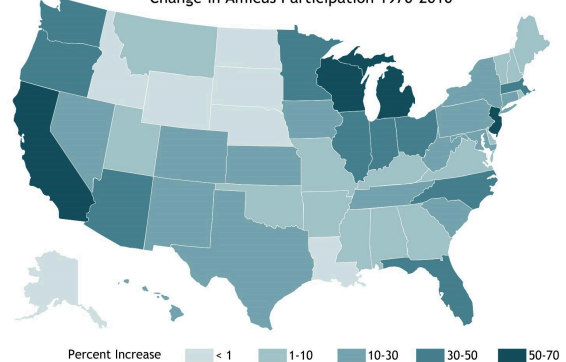 Change in Amicus Participation 1970-2010
Percent Increase < 1 1-10 10-30 30-50 50-70